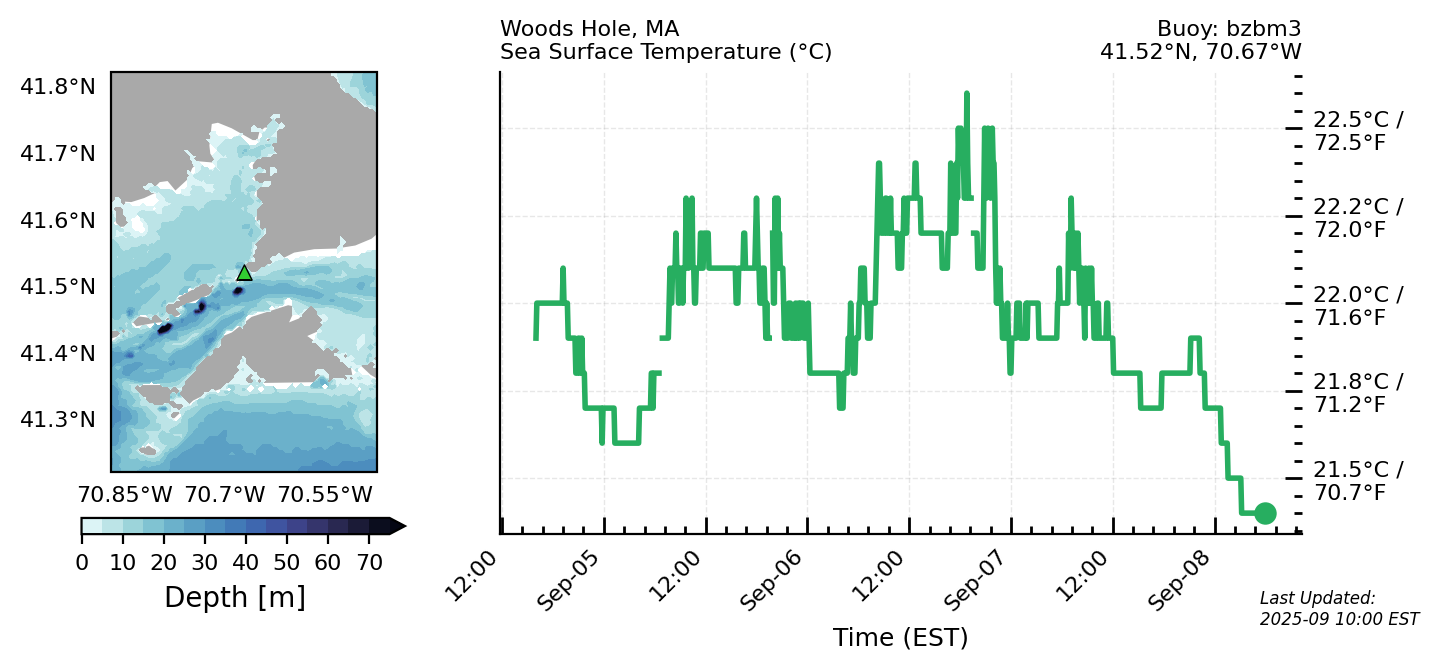 Woods Hole, MA
Sea Surface Temperature (°C)
Buoy: bzbm3
41.52°N, 70.67°W
41.8°N
41.7°N
41.6°N
41.5°N
41.4°N
41.3°N
70.85°W 70.7°W 70.55°W
0 10 20 30 40 50 60 70
Depth [m]
22.5°C /
72.5°F
22.2°C /
72.0°F
22.0°C /
71.6°F
21.8°C /
71.2°F
21.5°C /
70.7°F
12:00 Sep-05 12:00 Sep-06 12:00 Sep-07 12:00 Sep-08
Time (EST)
Last Updated:
2025-09 10:00 EST